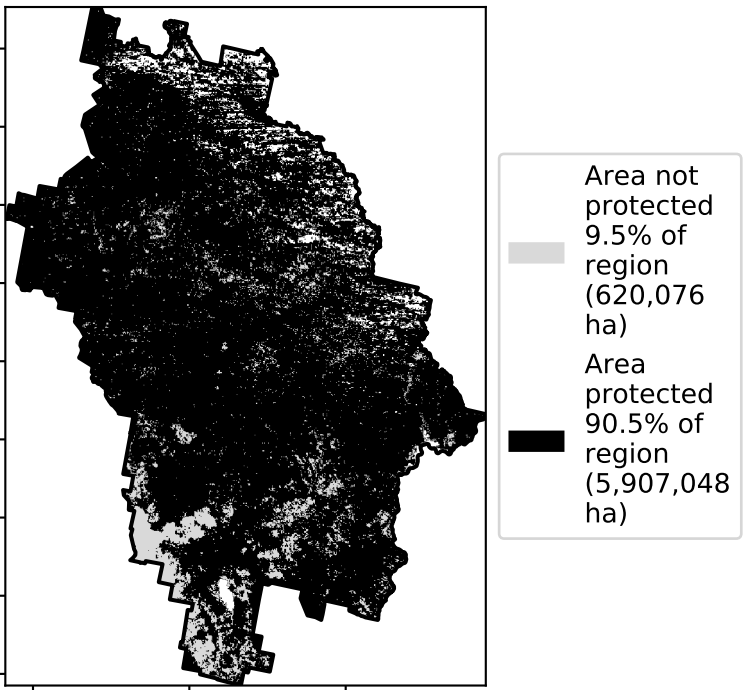 Area not
protected
9.5% of
region
(620,076
ha)
Area
protected
90.5% of
region
(5,907,048
ha)